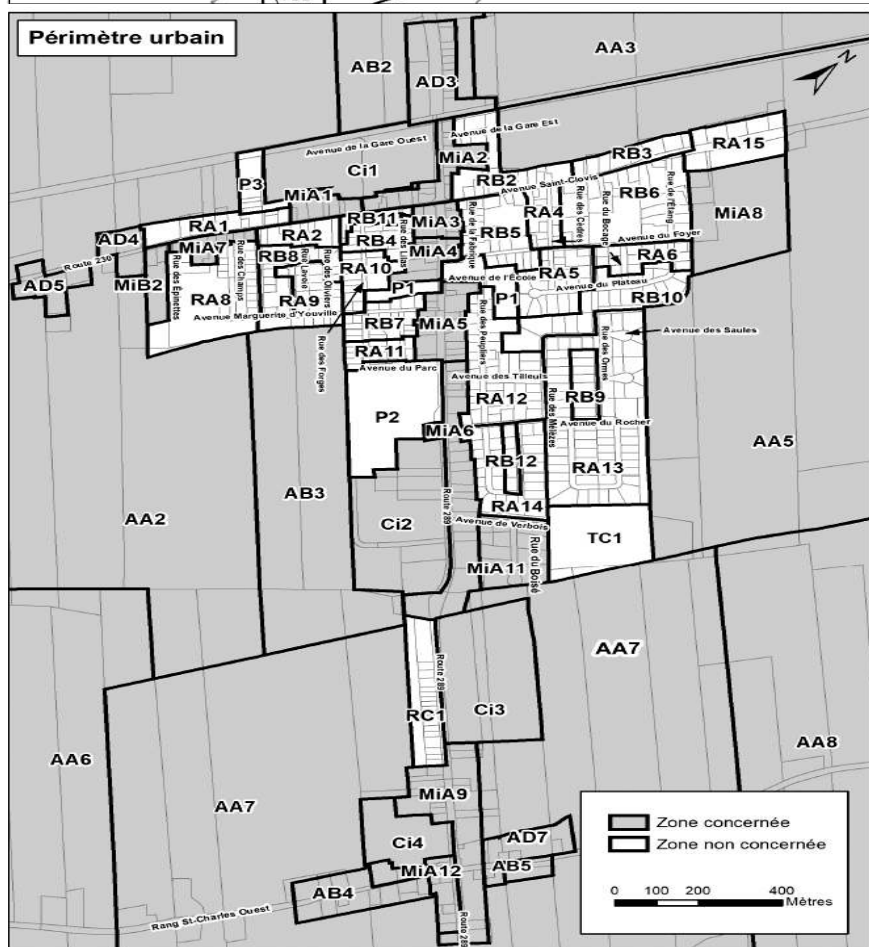 Périmètre urbain
AA3
AB2
AD3
N
Avenue de la Gare Est
Avenue de la Gare Ouest
Ci1
MiA2
RB3
RA15
P3
RB2
Avenue Saint-Clovis
RB6
MiA1
RA4
Rue des Cèdres
Rue du Bocage
Rue de l'Étang
RB11
MiA3
Rue de la Fabrique
RB5
MiA8
RA1
RA2
RB4
Rue des Lilas
AD4
MiA7
MiA4
Avenue du Foyer
Route 230
RB8
RA10
Avenue de l'École
RA5
RA6
AD5
MiB2
Rue des Épinettes
Rue des Champs
Rue Lavoie
Rue des Oliviers
P1
P1
Avenue du Plateau
RB10
RA8
RA9
Avenue Marguerite d'Youville
RB7
MiA5
Rue des Peupliers
Rue des Ormes
Avenue des Saules
Rue des Forges
RA11
Avenue du Parc
Avenue des Tilleuls
RA12
Rue des Mélèzes
RB9
P2
MiA6
Avenue du Rocher
AA5
RB12
RA13
AB3
AA2
Ci2
Route 289
RA14
Avenue de Verbois
TC1
MiA11
Rue du Boisé
Route 289
AA7
RC1
Ci3
AA6
AA7
AA8
MiA9
Zone concernée
Ci4
AD7
Zone non concernée
MiA12
AB5
AB4
0 100 200 400
Mètres
Rang St-Charles Ouest
Route 289